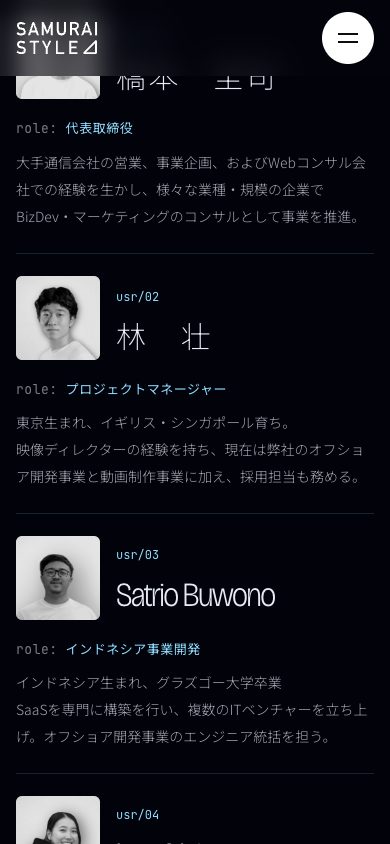 SAMURAI
STYLE
橋本 圭司
role: 代表取締役
大手通信会社の営業、事業企画、およびWebコンサル会
社での経験を生かし、様々な業種・規模の企業で
BizDev・マーケティングのコンサルとして事業を推進。
usr/02
林 壮
role: プロジェクトマネージャー
東京生まれ、イギリス・シンガポール育ち。
映像ディレクターの経験を持ち、現在は弊社のオフショ
ア開発事業と動画制作事業に加え、採用担当も務める。
usr/03
Satrio Buwono
role: インドネシア事業開発
インドネシア生まれ、グラズゴー大学卒業
SaaSを専門に構築を行い、複数のITベンチャーを立ち上
げ。オフショア開発事業のエンジニア統括を担う。
usr/04